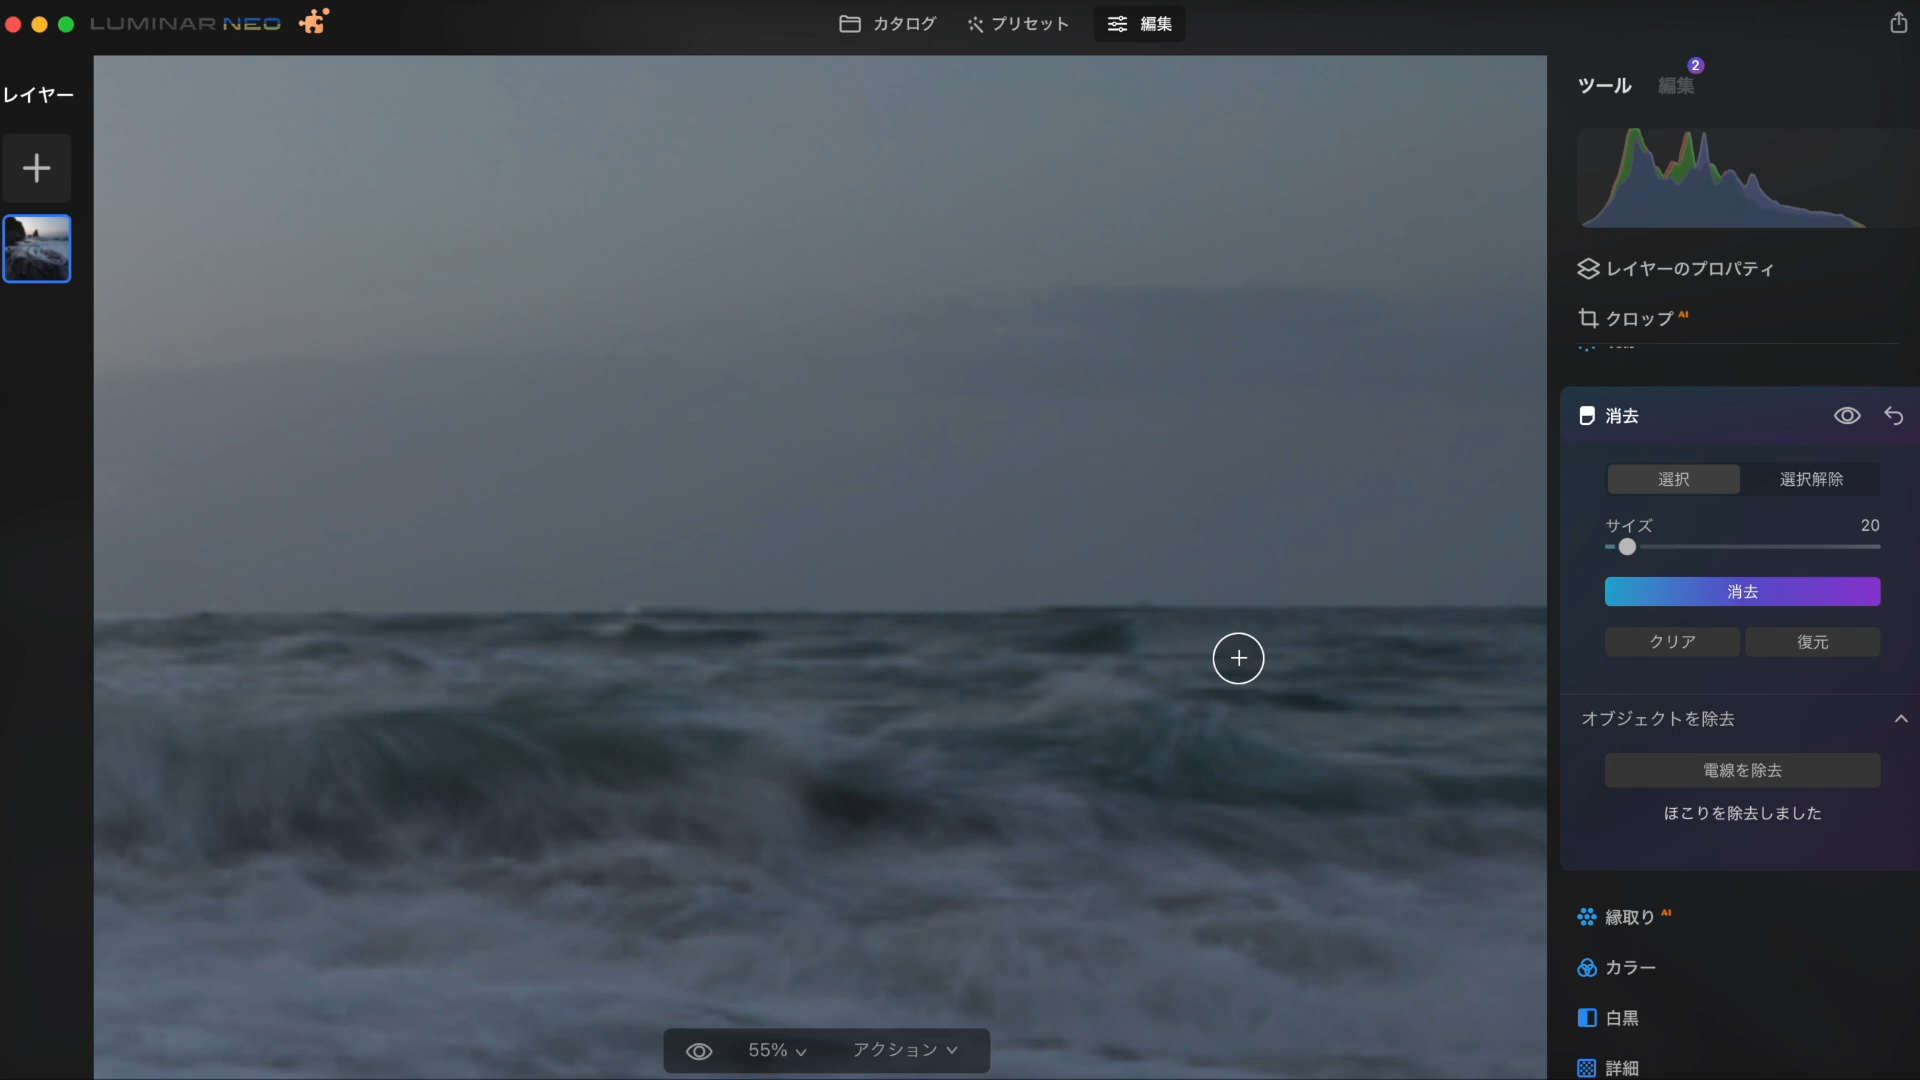 LUMINAR NEO
カタログ
プリセット
編集
レイヤー
ツール
編集
2
レイヤーのプロパティ
クロップ AI
消去
選択
選択解除
サイズ
20
消去
クリア
復元
オブジェクトを除去
電線を除去
ほこりを除去しました
縁取り AI
カラー
白黒
詳細
55%
アクション